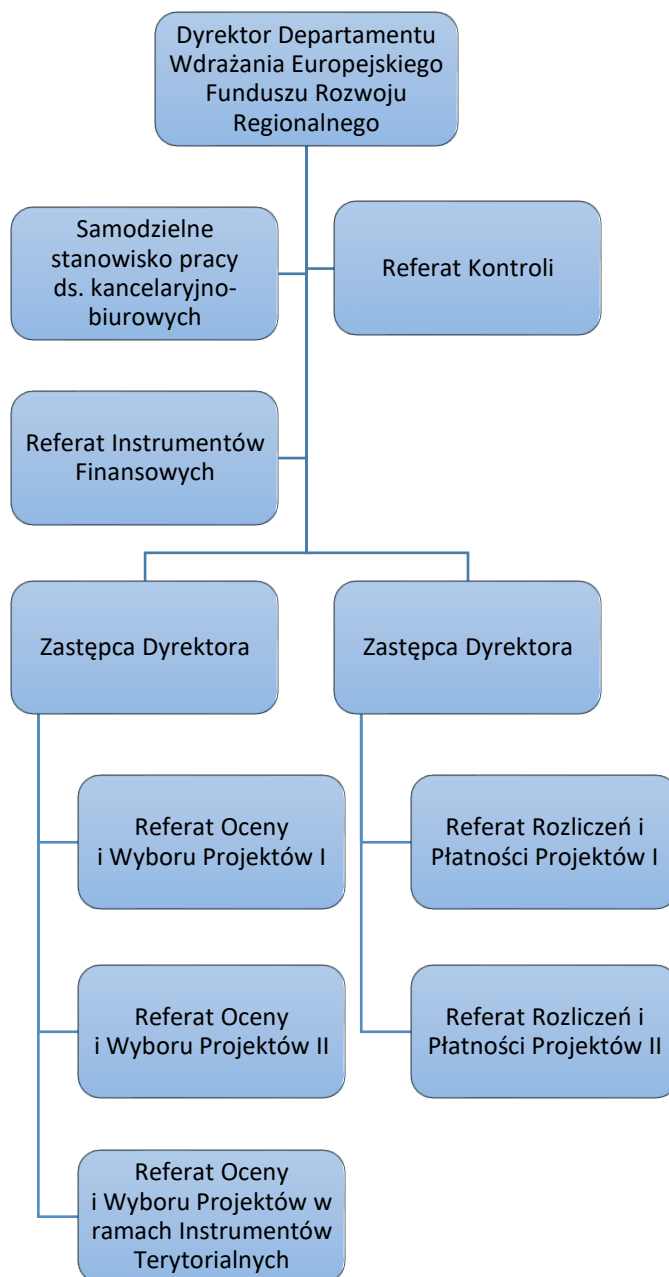 Dyrektor Departamentu
Wdrażania Europejskiego
Funduszu Rozwoju
Regionalnego
Samodzielne
stanowisko pracy
ds. kancelaryjno-
biurowych
Referat Kontroli
Referat Instrumentów
Finansowych
Zastępca Dyrektora
Zastępca Dyrektora
Referat Oceny
i Wyboru Projektów I
Referat Rozliczeń i
Płatności Projektów I
Referat Oceny
i Wyboru Projektów II
Referat Rozliczeń i
Płatności Projektów II
Referat Oceny
i Wyboru Projektów w
ramach Instrumentów
Terytorialnych